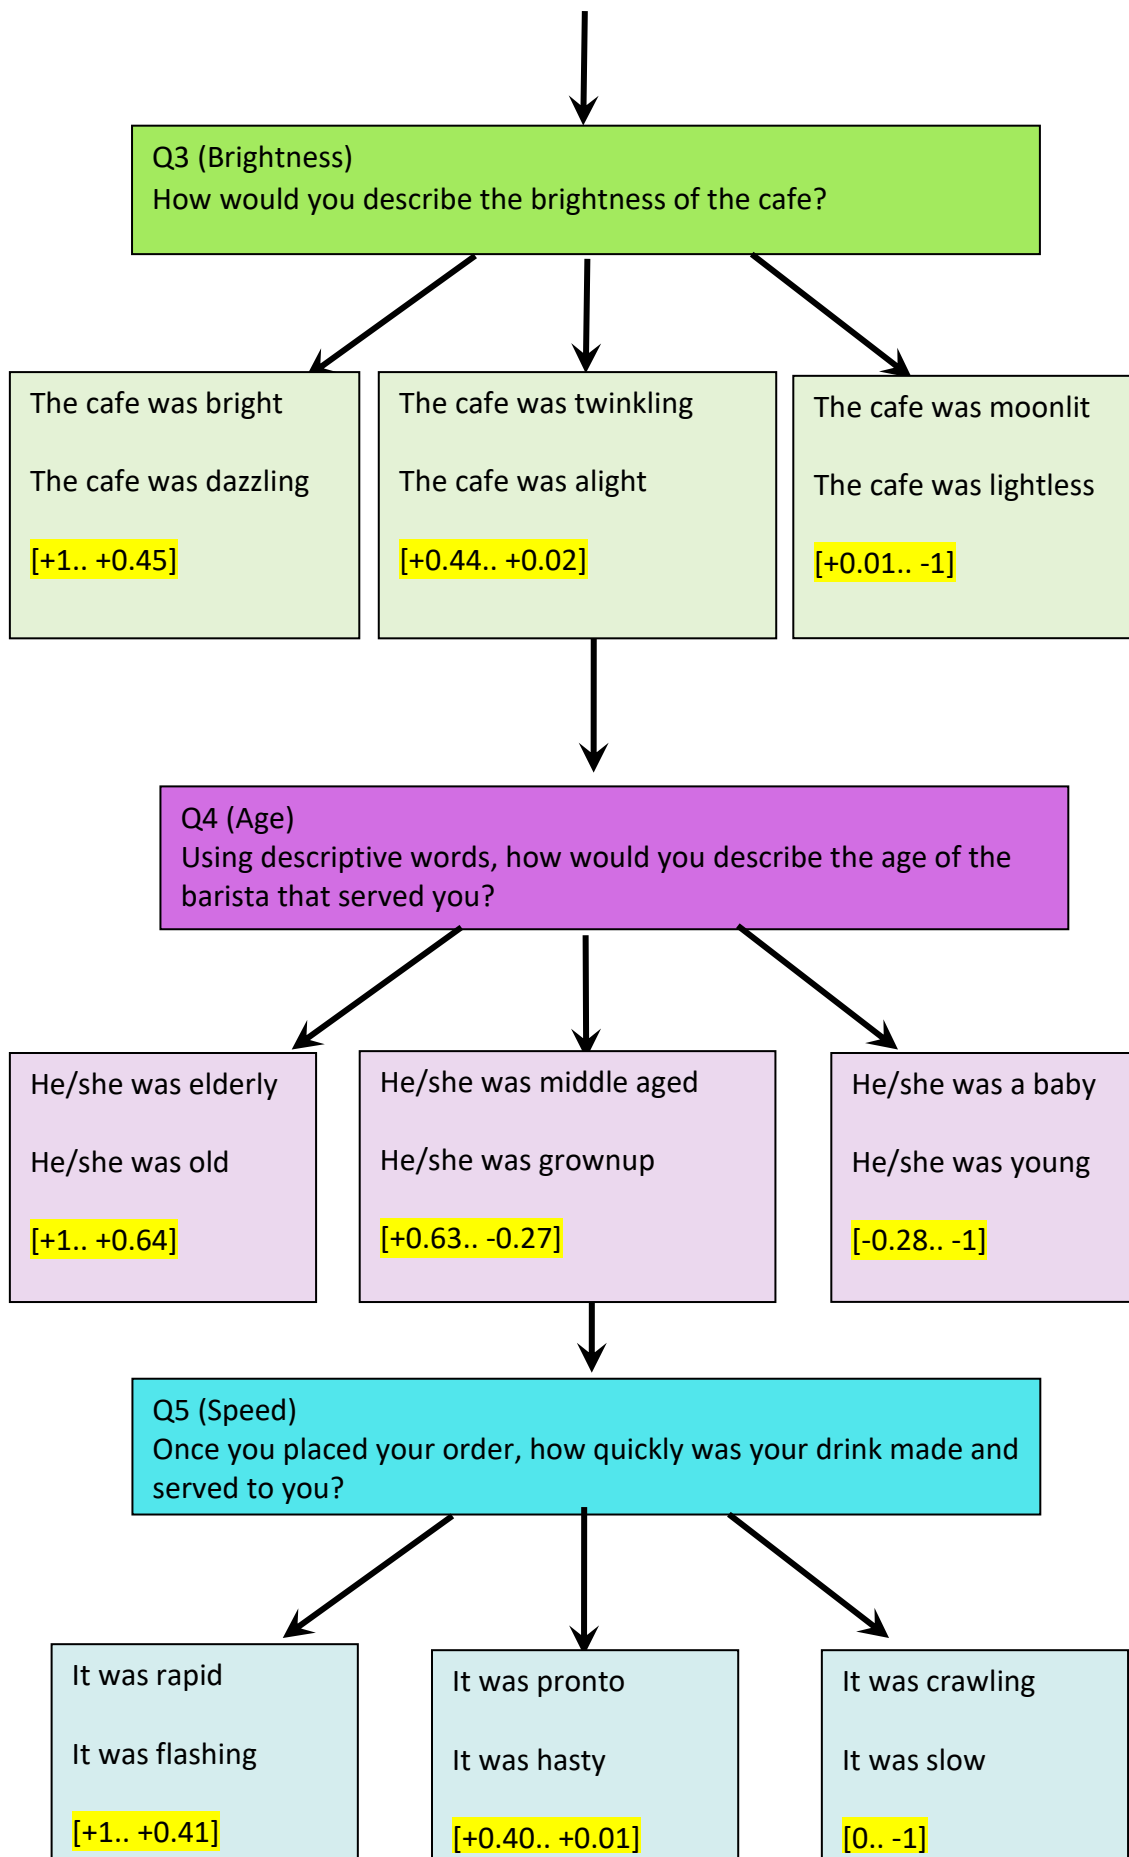 Q3 (Brightness)
How would you describe the brightness of the cafe?
The cafe was bright
The cafe was dazzling
[+1.. +0.45]
The cafe was twinkling
The cafe was alight
[+0.44.. +0.02]
The cafe was moonlit
The cafe was lightless
[+0.01.. -1]
Q4 (Age)
Using descriptive words, how would you describe the age of the
barista that served you?
He/she was elderly
He/she was old
[+1.. +0.64]
He/she was middle aged
He/she was grownup
[+0.63.. -0.27]
He/she was a baby
He/she was young
[-0.28.. -1]
Q5 (Speed)
Once you placed your order, how quickly was your drink made and
served to you?
It was rapid
It was flashing
[+1.. +0.41]
It was pronto
It was hasty
[+0.40.. +0.01]
It was crawling
It was slow
[0.. -1]